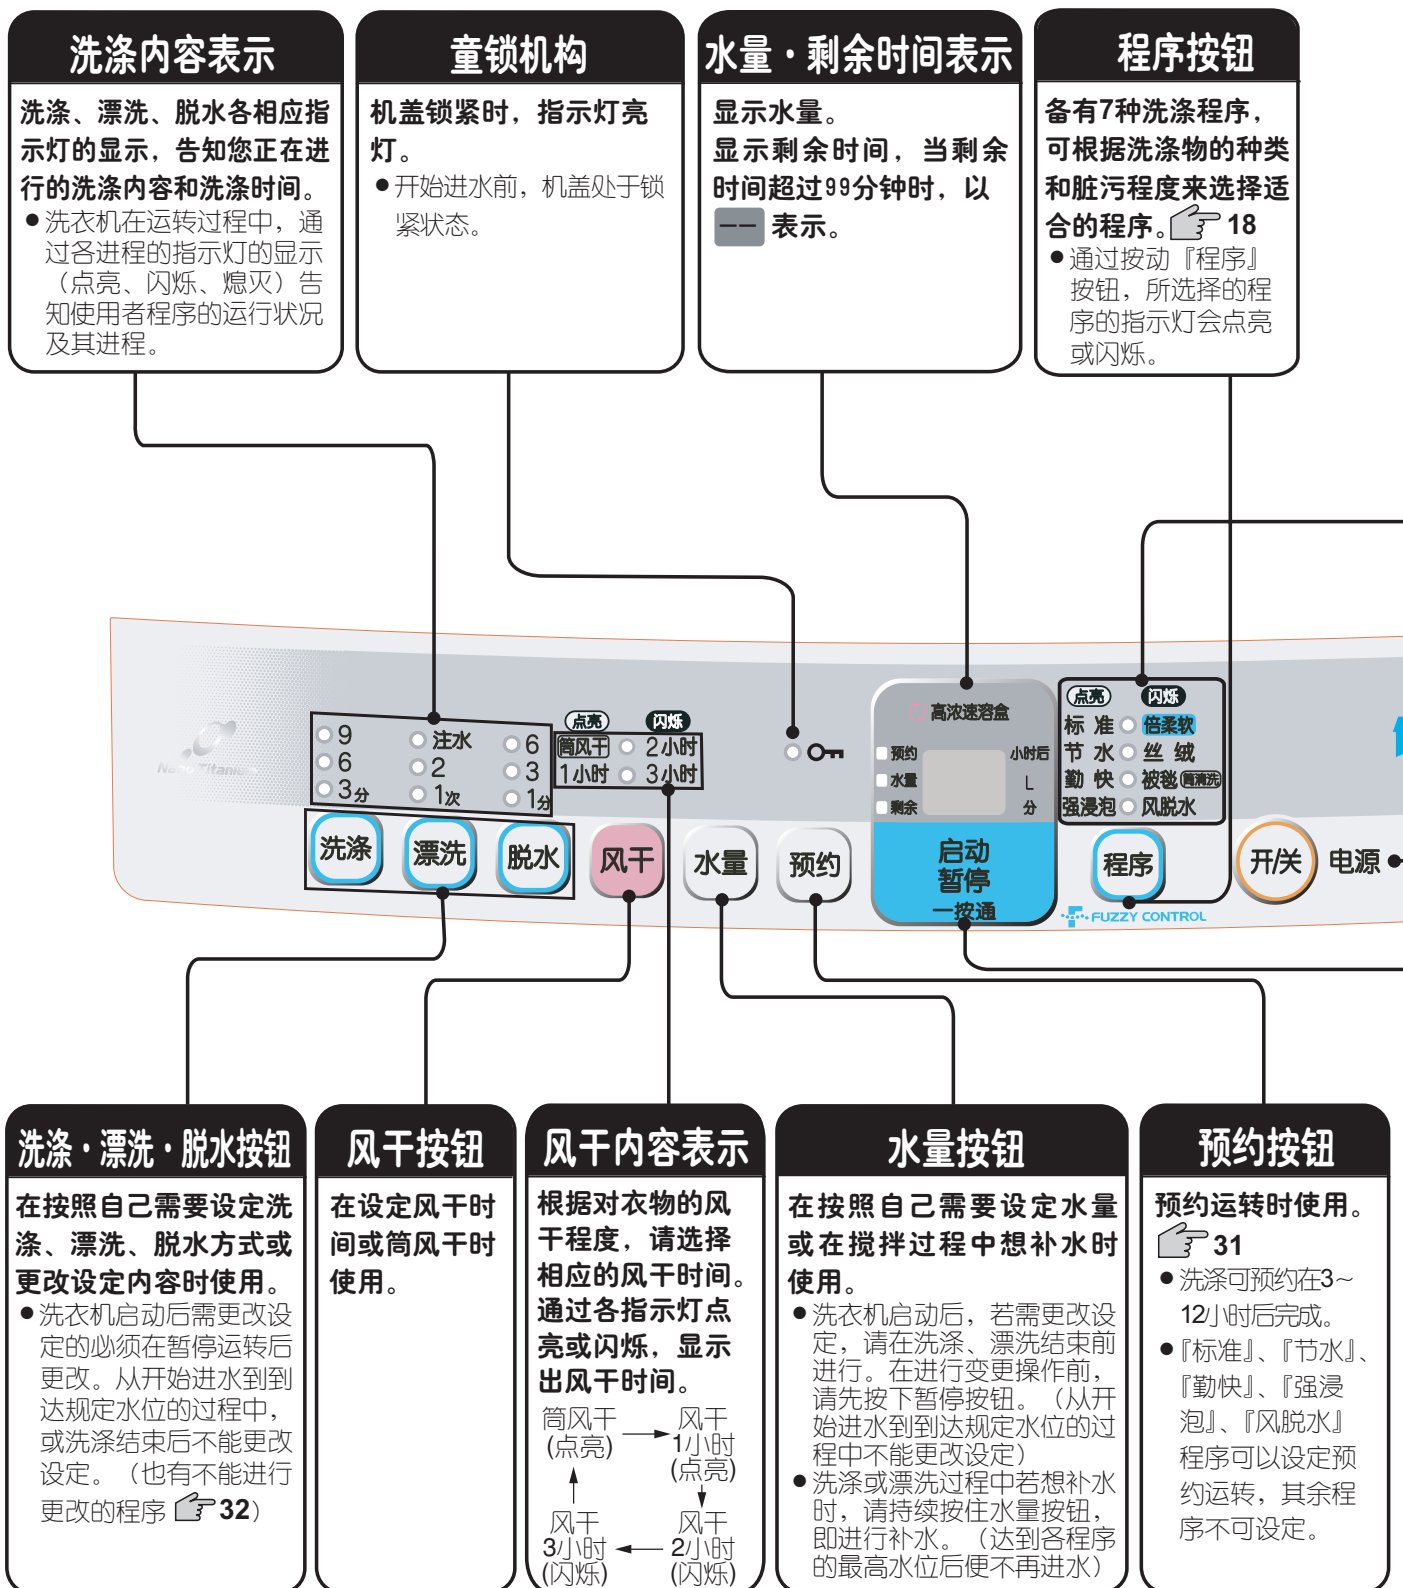 洗涤内容表示
洗涤、漂洗、脱水各相应指
示灯的显示，告知您正在进
行的洗涤内容和洗涤时间。
●洗衣机在运转过程中，通
过各进程的指示灯的显示
（点亮、闪烁、熄灭）告
知使用者程序的运行状况
及其进程。
童锁机构
机盖锁紧时，指示灯亮
灯。
●开始进水前，机盖处于锁
紧状态。
水量·剩余时间表示
显示水量。
显示剩余时间，当剩余
时间超过99分钟时，以
-- 表示。
程序按钮
备有7种洗涤程序，
可根据洗涤物的种类
和脏污程度来选择适
合的程序。 18
●通过按动『程序』
按钮，所选择的程
序的指示灯会点亮
或闪烁。
Nano Titanium
9 注水 6
6 2 3
3分 1次 1分
洗涤 漂洗 脱水
点亮 闪烁
筒风干 2小时
1小时 3小时
风干
水量
预约
高浓速溶盒
预约 小时后
水量 L
剩余 分
启动
暂停
一按通
点亮 闪烁
标准 倍柔软
节水 丝绒
勤快 被毯 筒清洗
强浸泡 风脱水
程序
FUZZY CONTROL
开/关 电源
洗涤·漂洗·脱水按钮
在按照自己需要设定洗
涤、漂洗、脱水方式或
更改设定内容时使用。
●洗衣机启动后需更改设
定的必须在暂停运转后
更改。从开始进水到到
达规定水位的过程中，
或洗涤结束后不能更改
设定。（也有不能进行
更改的程序 32）
风干按钮
在设定风干时
间或筒风干时
使用。
风干内容表示
根据对衣物的风
干程度，请选择
相应的风干时间。
通过各指示灯点
亮或闪烁，显示
出风干时间。
筒风干
(点亮)
风干
1小时
(点亮)
风干
2小时
(闪烁)
风干
3小时
(闪烁)
水量按钮
在按照自己需要设定水量
或在搅拌过程中想补水时
使用。
●洗衣机启动后，若需更改设
定，请在洗涤、漂洗结束前
进行。在进行变更操作前，
请先按下暂停按钮。（从开
始进水到到达规定水位的过
程中不能更改设定）
●洗涤或漂洗过程中若想补水
时，请持续按住水量按钮，
即进行补水。（达到各程序
的最高水位后便不再进水）
预约按钮
预约运转时使用。
31
●洗涤可预约在3~
12小时后完成。
●『标准』、『节水』、
『勤快』、『强浸
泡』、『风脱水』
程序可以设定预
约运转，其余程
序不可设定。